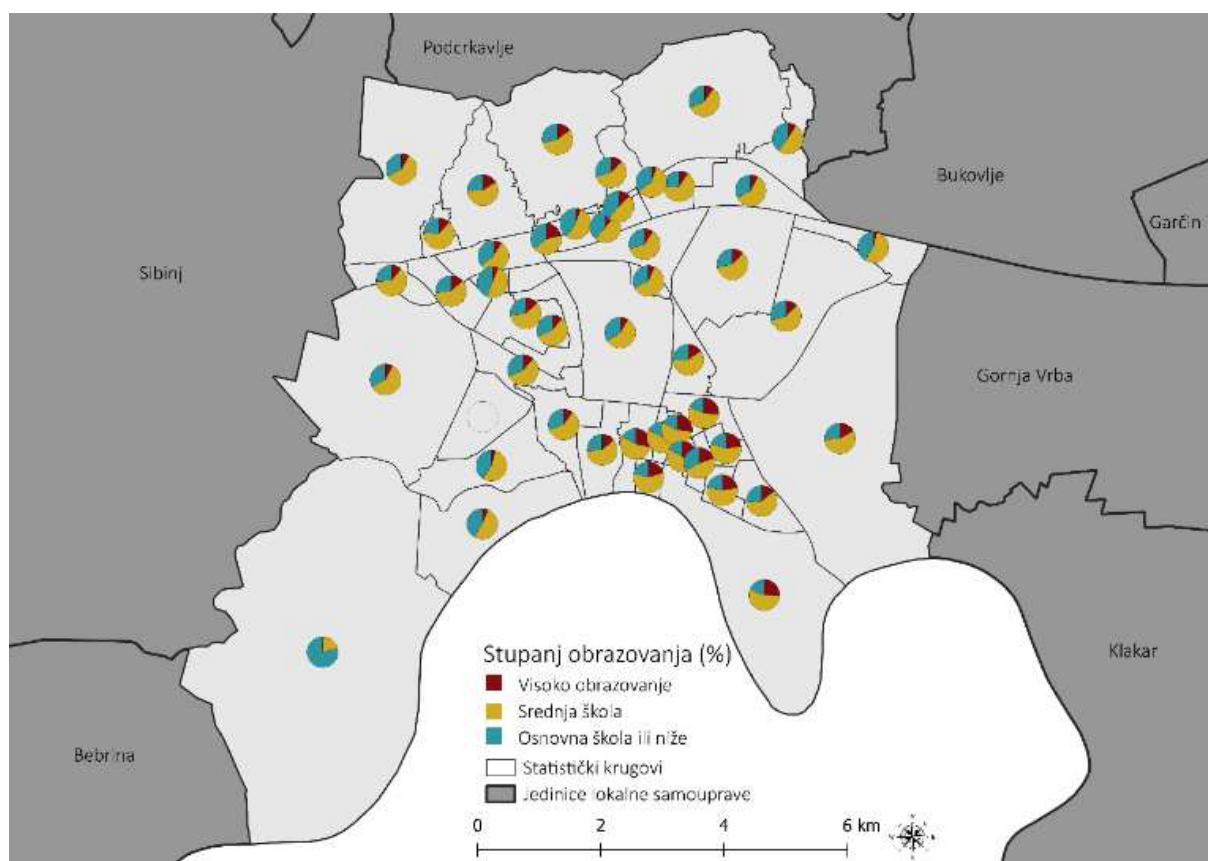 Podcrkavlje
Bukovlje
Garčin
Sibinj
Gornja Vrba
Klakar
Bebrina
Stupanj obrazovanja (%)
Visoko obrazovanje
Srednja škola
Osnovna škola ili niže
Statistički krugovi
Jedinice lokalne samouprave
0 2 4 6 km